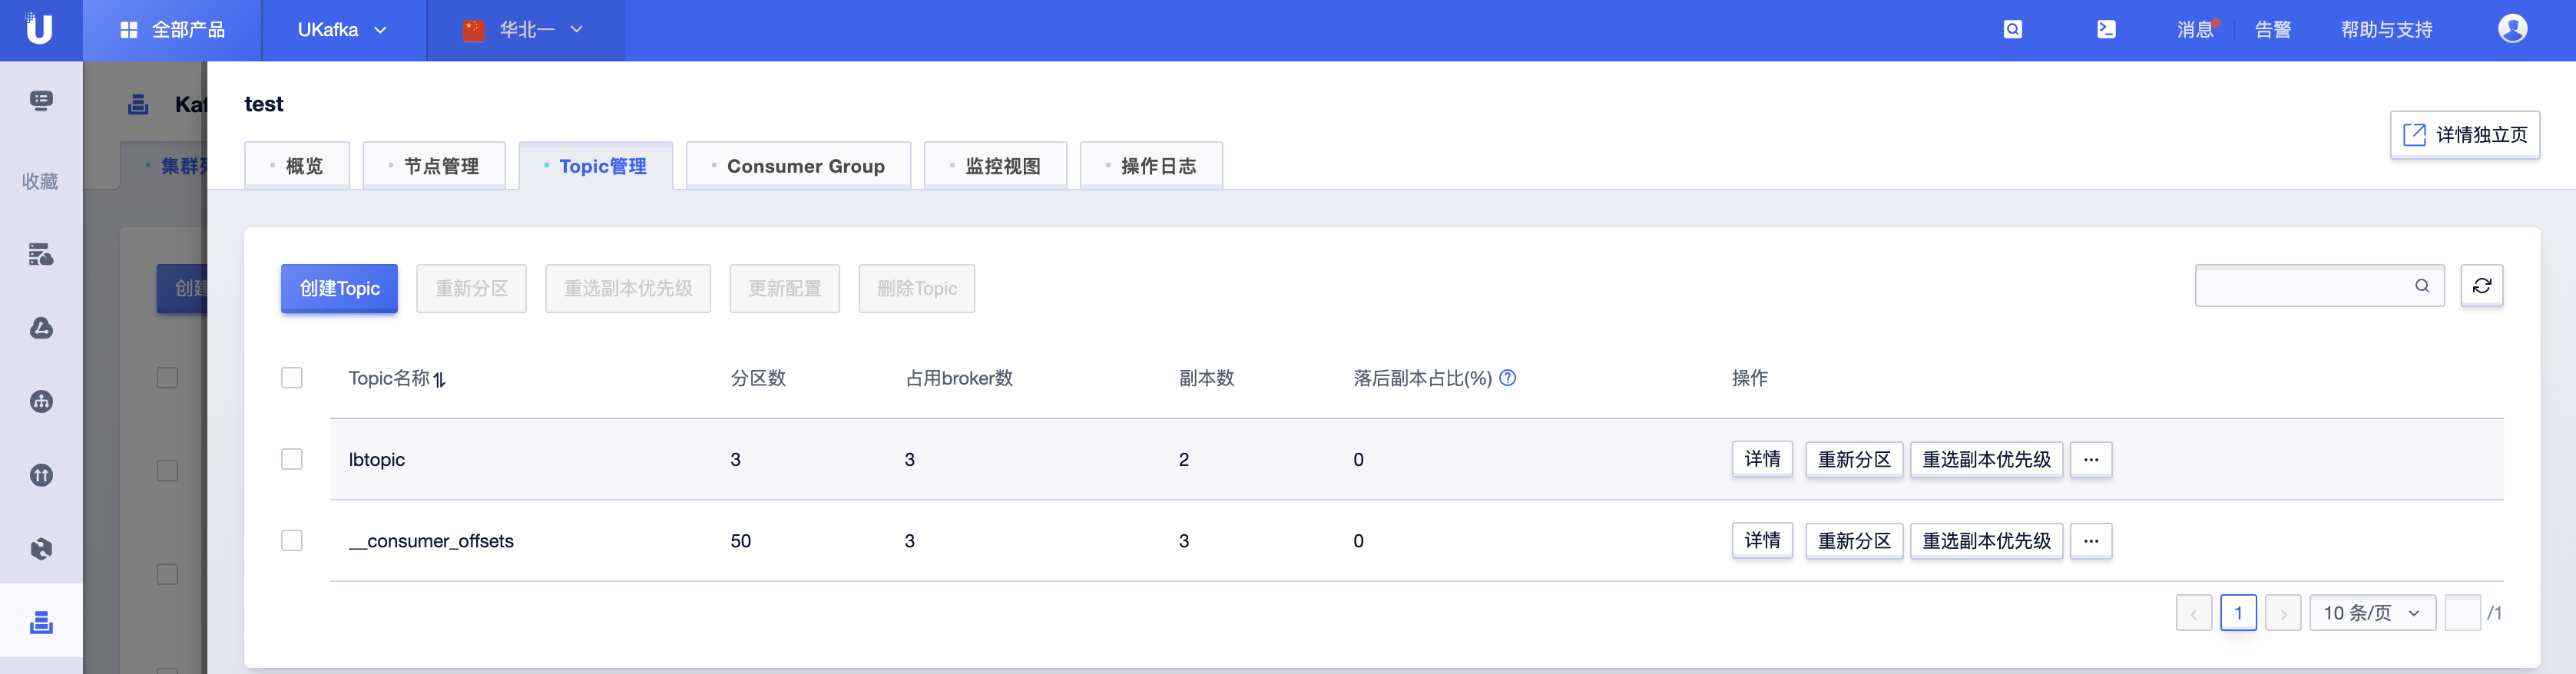 全部产品
UKafka
华北一
消息
告警
帮助与支持
收藏
test
详情独立页
概览
节点管理
Topic管理
Consumer Group
监控视图
操作日志
创建Topic
重新分区
重选副本优先级
更新配置
删除Topic
Topic名称
分区数
占用broker数
副本数
落后副本占比(%)
操作
lbtopic
3
3
2
0
详情
重新分区
重选副本优先级
...
__consumer_offsets
50
3
3
0
详情
重新分区
重选副本优先级
...
1
10 条/页
/1